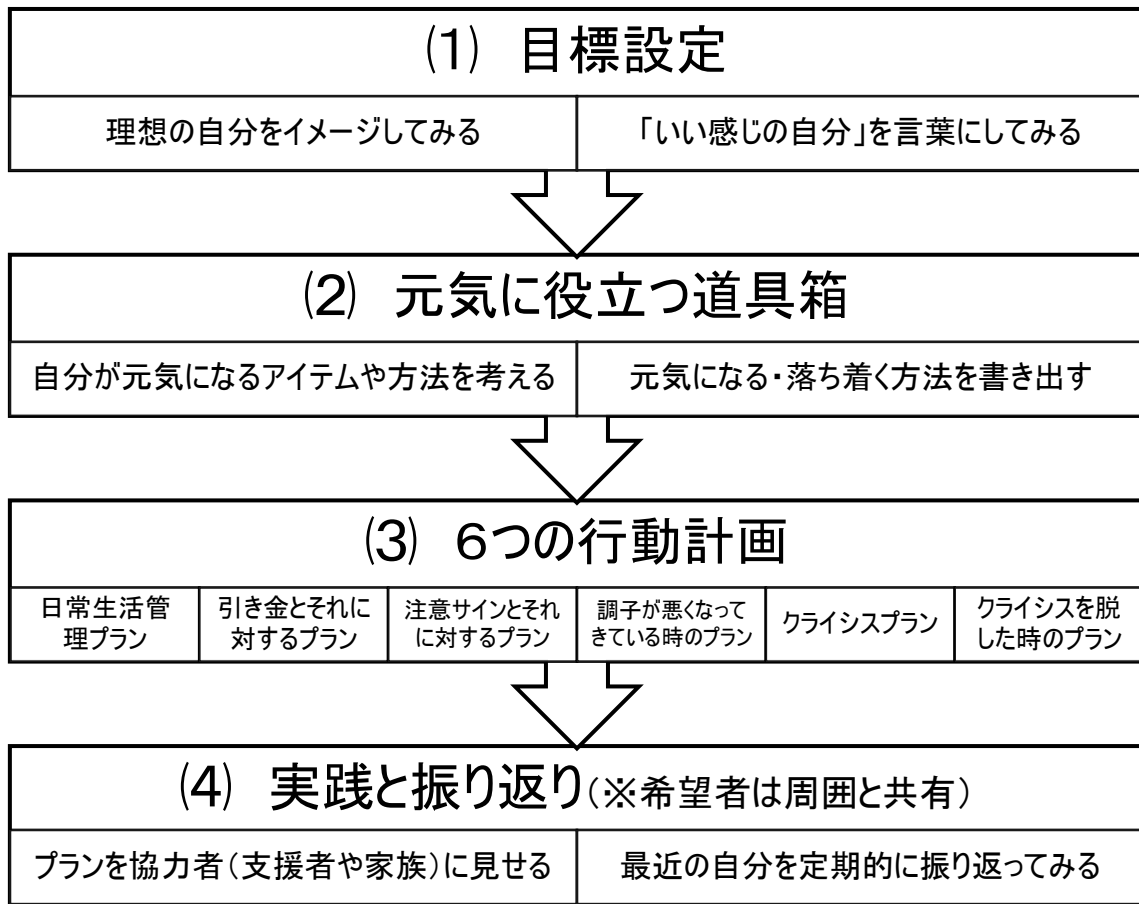 (1) 目標設定
理想の自分をイメージしてみる
「いい感じの自分」を言葉にしてみる
(2) 元気に役立つ道具箱
自分が元気になるアイテムや方法を考える
元気になる・落ち着く方法を書き出す
(3) 6つの行動計画
日常生活管
理プラン
引き金とそれに
対するプラン
注意サインとそれ
に対するプラン
調子が悪くなって
きている時のプラン
クライシスプラン
クライシスを脱
した時のプラン
(4) 実践と振り返り(※希望者は周囲と共有)
プランを協力者(支援者や家族)に見せる
最近の自分を定期的に振り返ってみる